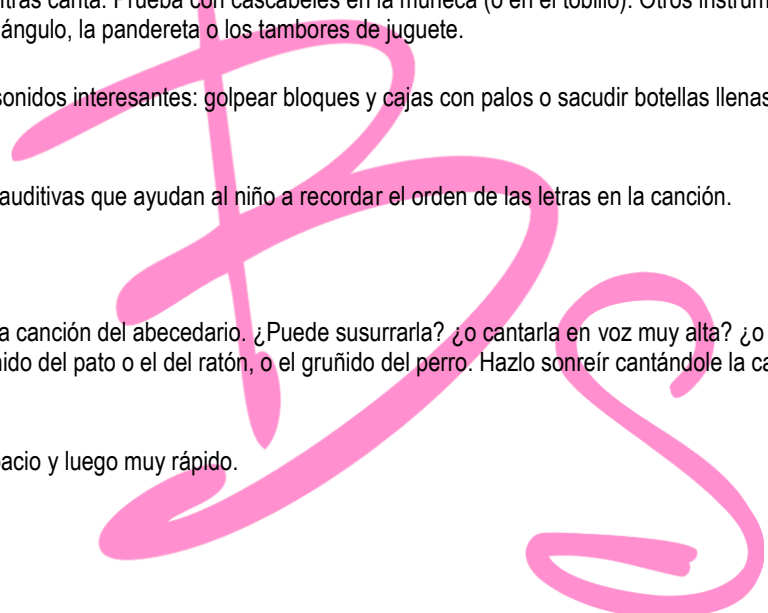 tras canta. Prueba con cascabeles en la muñeca (o en el tobillo). Otros instrum
ángulo, la pandereta o los tambores de juguete.
sonidos interesantes: golpear bloques y cajas con palos o sacudir botellas llenas
auditivas que ayudan al niño a recordar el orden de las letras en la canción.
a canción del abecedario. ¿Puede susurrarla? ¿o cantarla en voz muy alta? ¿o
ido del pato o el del ratón, o el gruñido del perro. Hazlo sonreír cantándole la ca
acio y luego muy rápido.
Bs